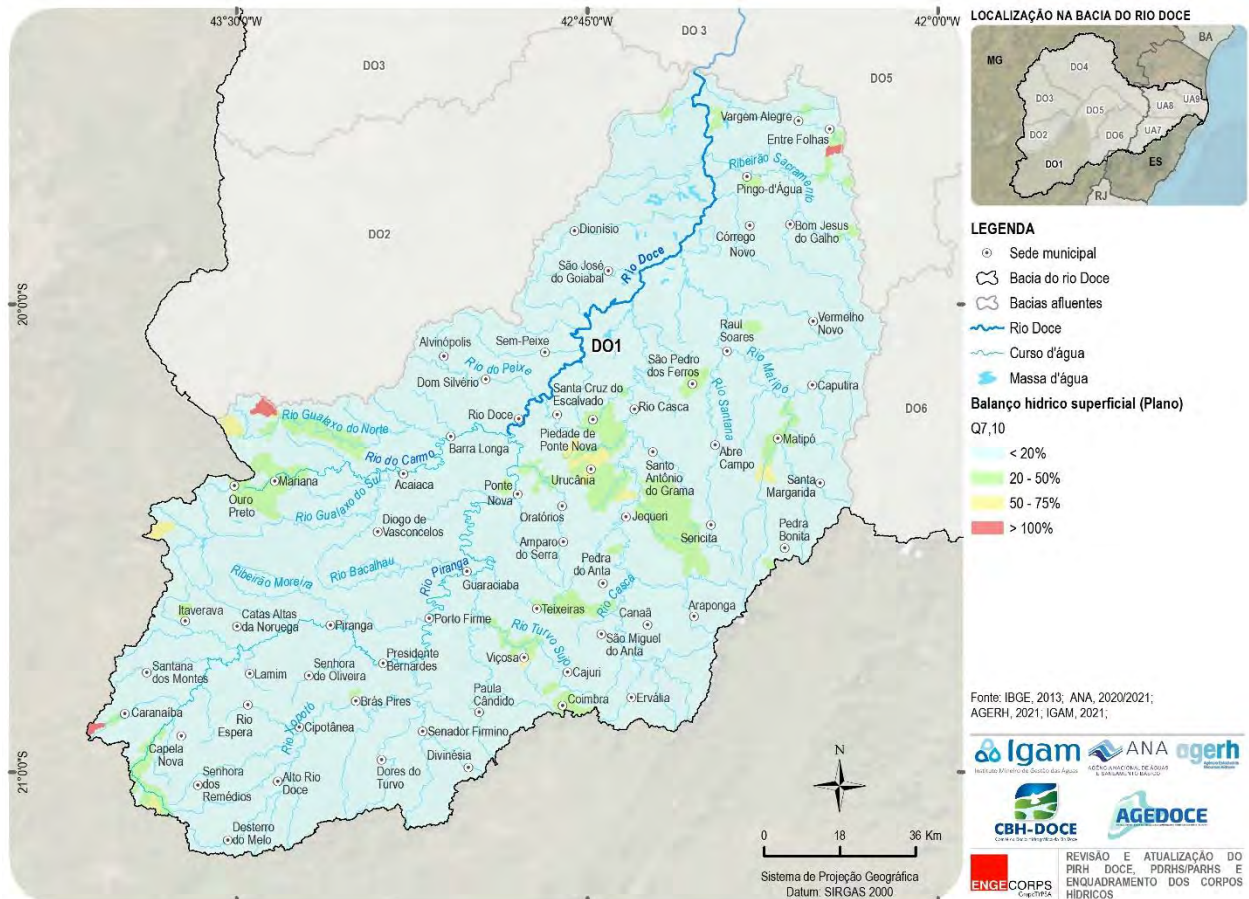 43°30'0"W
42°45'0"W
42°0'0"W
20°0'0"S
21°0'0"S
DO 3
DO3
DO5
DO2
DO6
DO1
Vargem Alegre
Entre Folhas
Ribeirão Sacramento
Pingo-d'Água
Dionísio
Córrego
Novo
Bom Jesus
do Galho
São José
do Goiabal
Rio Doce
Vermelho
Novo
Raul
Soares
Alvinópolis
Sem-Peixe
Rio do Peixe
Rio Matipó
São Pedro
dos Ferros
Dom Silvério
Santa Cruz do
Escalvado
Caputira
Rio Santana
Rio Gualaxo do Norte
Rio Doce
Rio Casca
Piedade de
Ponte Nova
Barra Longa
Matipó
Rio do Carmo
Abre
Campo
Santo
Antônio
do Grama
Mariana
Acaiaca
Urucânia
Ouro
Preto
Ponte
Nova
Santa
Margarida
Rio Gualaxo do Sul
Oratórios
Jequeri
Diogo de
Vasconcelos
Sericita
Pedra
Bonita
Amparo
do Serra
Pedra
do Anta
Ribeirão Moreira
Rio Bacalhau
Rio Piranga
Guaraciaba
Rio Casca
Teixeiras
Canaã
Araponga
Itaverava
Catas Altas
da Noruega
Piranga
Porto Firme
Rio Turvo Sujo
São Miguel
do Anta
Viçosa
Santana
dos Montes
Lamim
Senhora
de Oliveira
Presidente
Bernardes
Cajuri
Paula
Cândido
Coimbra
Ervália
Brás Pires
Caranaíba
Rio
Espera
Rio Xopotó
Cipotânea
Senador Firmino
Capela
Nova
Divinésia
Senhora
dos
Remédios
Alto Rio
Doce
Dores do
Turvo
Desterro
do Melo
N
0 18 36 Km
Sistema de Projeção Geográfica
Datum: SIRGAS 2000
LOCALIZAÇÃO NA BACIA DO RIO DOCE
BA
MG
DO4
DO3
DO5
UA8
UA9
DO2
DO6
UA7
DO1
ES
RJ
LEGENDA
Sede municipal
Bacia do rio Doce
Bacias afluentes
Rio Doce
Curso d'água
Massa d'água
Balanço hídrico superficial (Plano)
Q7,10
< 20%
20 - 50%
50 - 75%
> 100%
Fonte: IBGE, 2013; ANA, 2020/2021;
AGERH, 2021; IGAM, 2021;
Igam
Instituto Mineiro de Gestão das Águas
ANA
AGÊNCIA NACIONAL DE ÁGUAS
E SANEAMENTO BÁSICO
agerh
CBH-DOCE
AGEDOCE
ENGECORPS
REVISÃO E ATUALIZAÇÃO DO
PIRH DOCE, PDRHS/PARHS E
ENQUADRAMENTO DOS CORPOS
HÍDRICOS